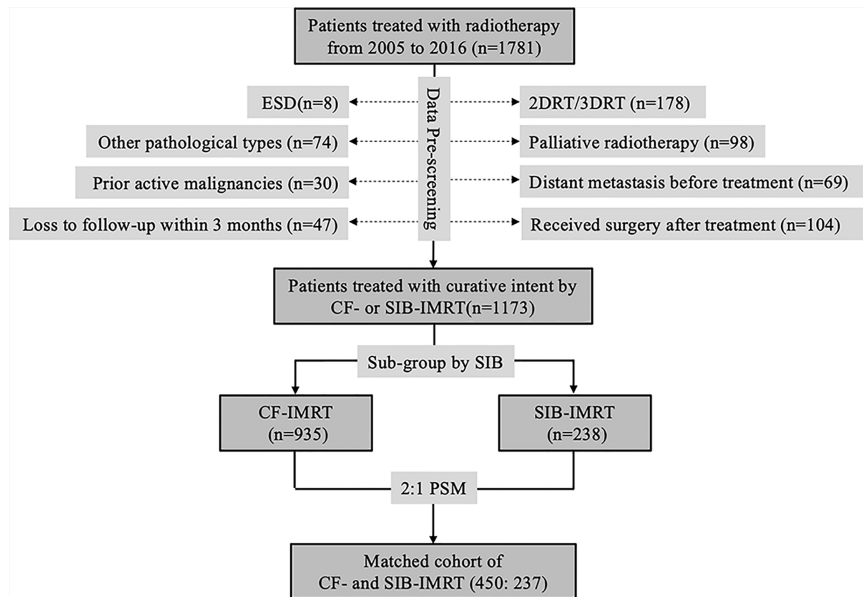 Patients treated with radiotherapy
from 2005 to 2016 (n=1781)
Data Pre-screening
ESD(n=8)
2DRT/3DRT (n=178)
Other pathological types (n=74)
Palliative radiotherapy (n=98)
Prior active malignancies (n=30)
Distant metastasis before treatment (n=69)
Loss to follow-up within 3 months (n=47)
Received surgery after treatment (n=104)
Patients treated with curative intent by
CF- or SIB-IMRT(n=1173)
Sub-group by SIB
CF-IMRT
(n=935)
SIB-IMRT
(n=238)
2:1 PSM
Matched cohort of
CF- and SIB-IMRT (450: 237)